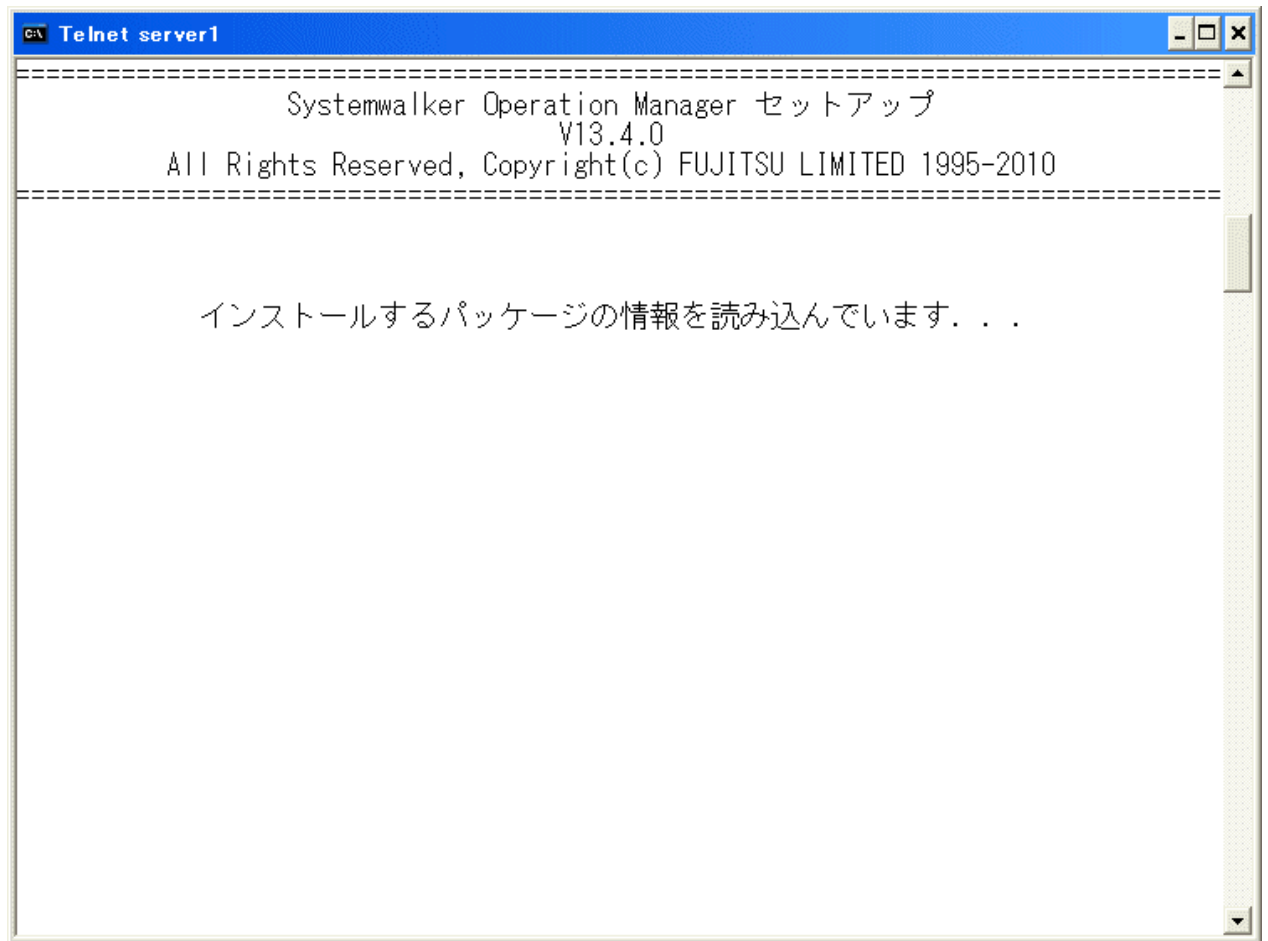 Telnet server1
================================================================================
Systemwalker Operation Manager セットアップ
V13.4.0
All Rights Reserved, Copyright(c) FUJITSU LIMITED 1995-2010
================================================================================
インストールするパッケージの情報を読み込んでいます．．．